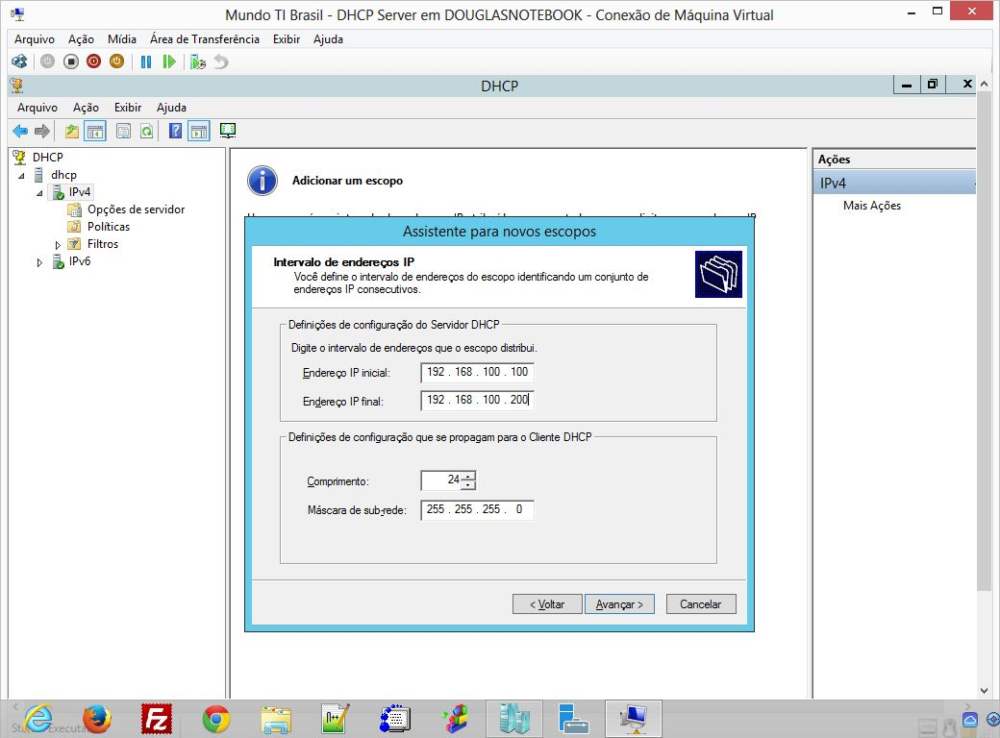 Mundo TI Brasil - DHCP Server em DOUGLASNOTEBOOK - Conexão de Máquina Virtual
Arquivo Ação Mídia Área de Transferência Exibir Ajuda
DHCP
Arquivo Ação Exibir Ajuda
DHCP
dhcp
IPv4
Opções de servidor
Políticas
Filtros
IPv6
Adicionar um escopo
Ações
IPv4
Mais Ações
Assistente para novos escopos
Intervalo de endereços IP
Você define o intervalo de endereços do escopo identificando um conjunto de
endereços IP consecutivos.
Definições de configuração do Servidor DHCP
Digite o intervalo de endereços que o escopo distribui.
Endereço IP inicial: 192 . 168 . 100 . 100
Endereço IP final: 192 . 168 . 100 . 200
Definições de configuração que se propagam para o Cliente DHCP
Comprimento: 24
Máscara de sub-rede: 255 . 255 . 255 . 0
< Voltar Avançar > Cancelar